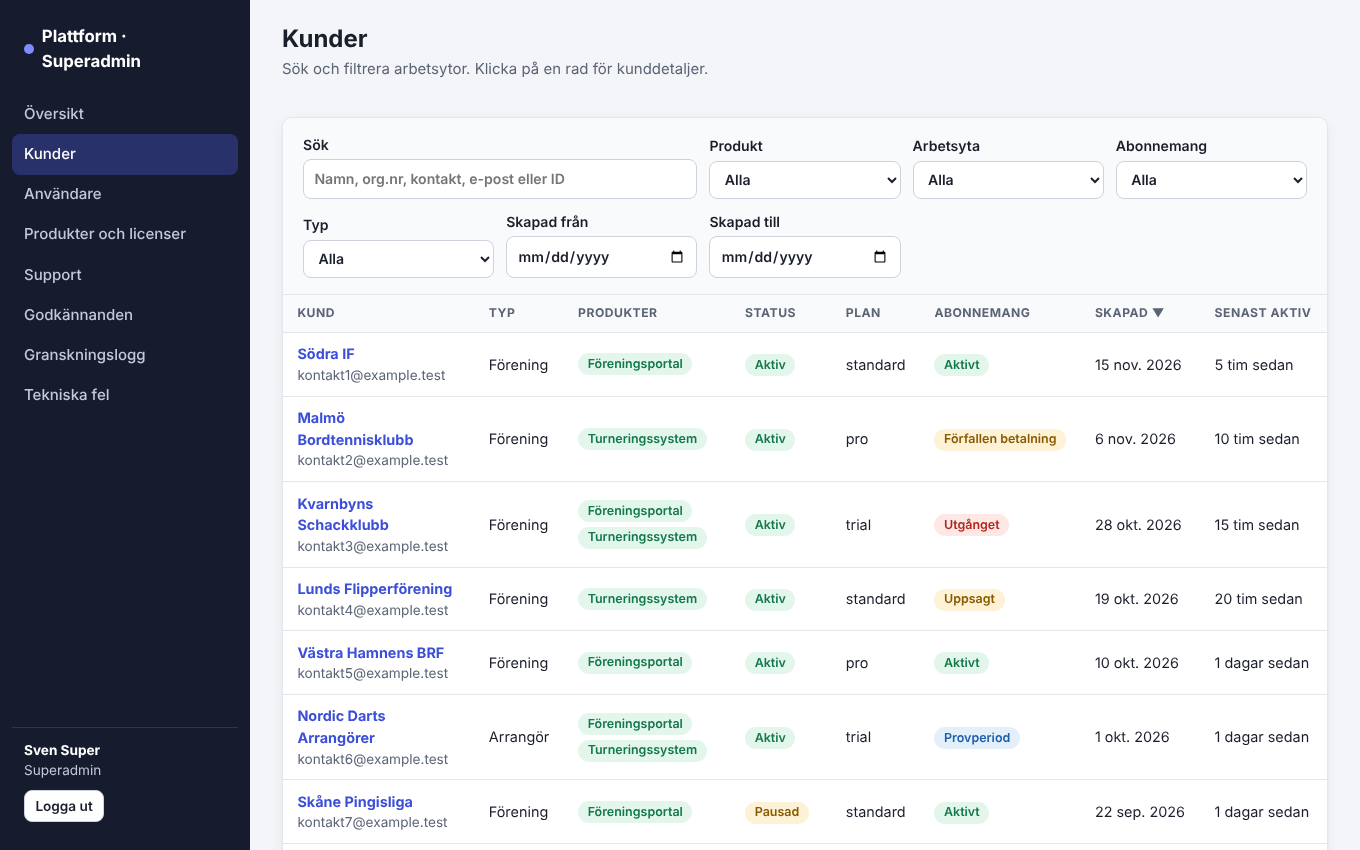 Plattform ·
Superadmin
Översikt
Kunder
Användare
Produkter och licenser
Support
Godkännanden
Granskningslogg
Tekniska fel
Sven Super
Superadmin
Logga ut
Kunder
Sök och filtrera arbetsytor. Klicka på en rad för kunddetaljer.
Sök
Namn, org.nr, kontakt, e-post eller ID
Produkt
Alla
Arbetsyta
Alla
Abonnemang
Alla
Typ
Alla
Skapad från
mm/dd/yyyy
Skapad till
mm/dd/yyyy
KUND TYP PRODUKTER STATUS PLAN ABONNEMANG SKAPAD ▼ SENAST AKTIV
Södra IF
kontakt1@example.test
Förening Föreningsportal Aktiv standard Aktivt 15 nov. 2026 5 tim sedan
Malmö
Bordtennisklubb
kontakt2@example.test
Förening Turneringssystem Aktiv pro Förfallen betalning 6 nov. 2026 10 tim sedan
Kvarnbyns
Schackklubb
kontakt3@example.test
Förening Föreningsportal
Turneringssystem
Aktiv trial Utgånget 28 okt. 2026 15 tim sedan
Lunds Flipperförening
kontakt4@example.test
Förening Turneringssystem Aktiv standard Uppsagt 19 okt. 2026 20 tim sedan
Västra Hamnens BRF
kontakt5@example.test
Förening Föreningsportal Aktiv pro Aktivt 10 okt. 2026 1 dagar sedan
Nordic Darts
Arrangörer
kontakt6@example.test
Arrangör Föreningsportal
Turneringssystem
Aktiv trial Provperiod 1 okt. 2026 1 dagar sedan
Skåne Pingisliga
kontakt7@example.test
Förening Föreningsportal Pausad standard Aktivt 22 sep. 2026 1 dagar sedan